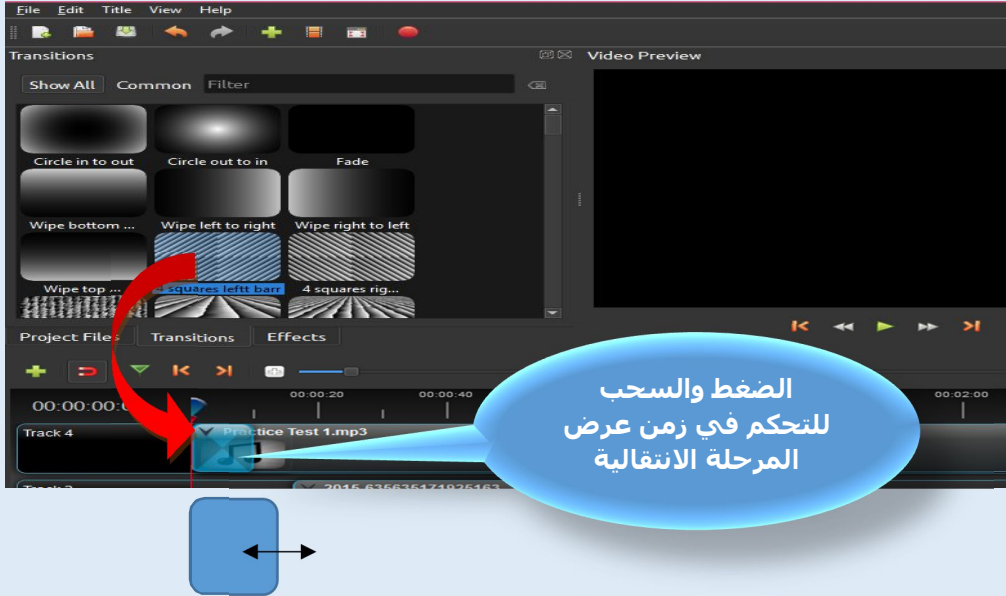 File Edit Title View Help
Transitions
Video Preview
Show All Common Filter
Circle in to out Circle out to in Fade
Wipe bottom ... Wipe left to right Wipe right to left
Wipe top ... squares leftt barr 4 squares rig...
Project Files Transitions Effects
00:00:20 00:00:40 00:02:00
00:00:00:
Track 4
Practice Test 1.mp3
الضغط والسحب
للتحكم في زمن عرض
المرحلة الانتقالية